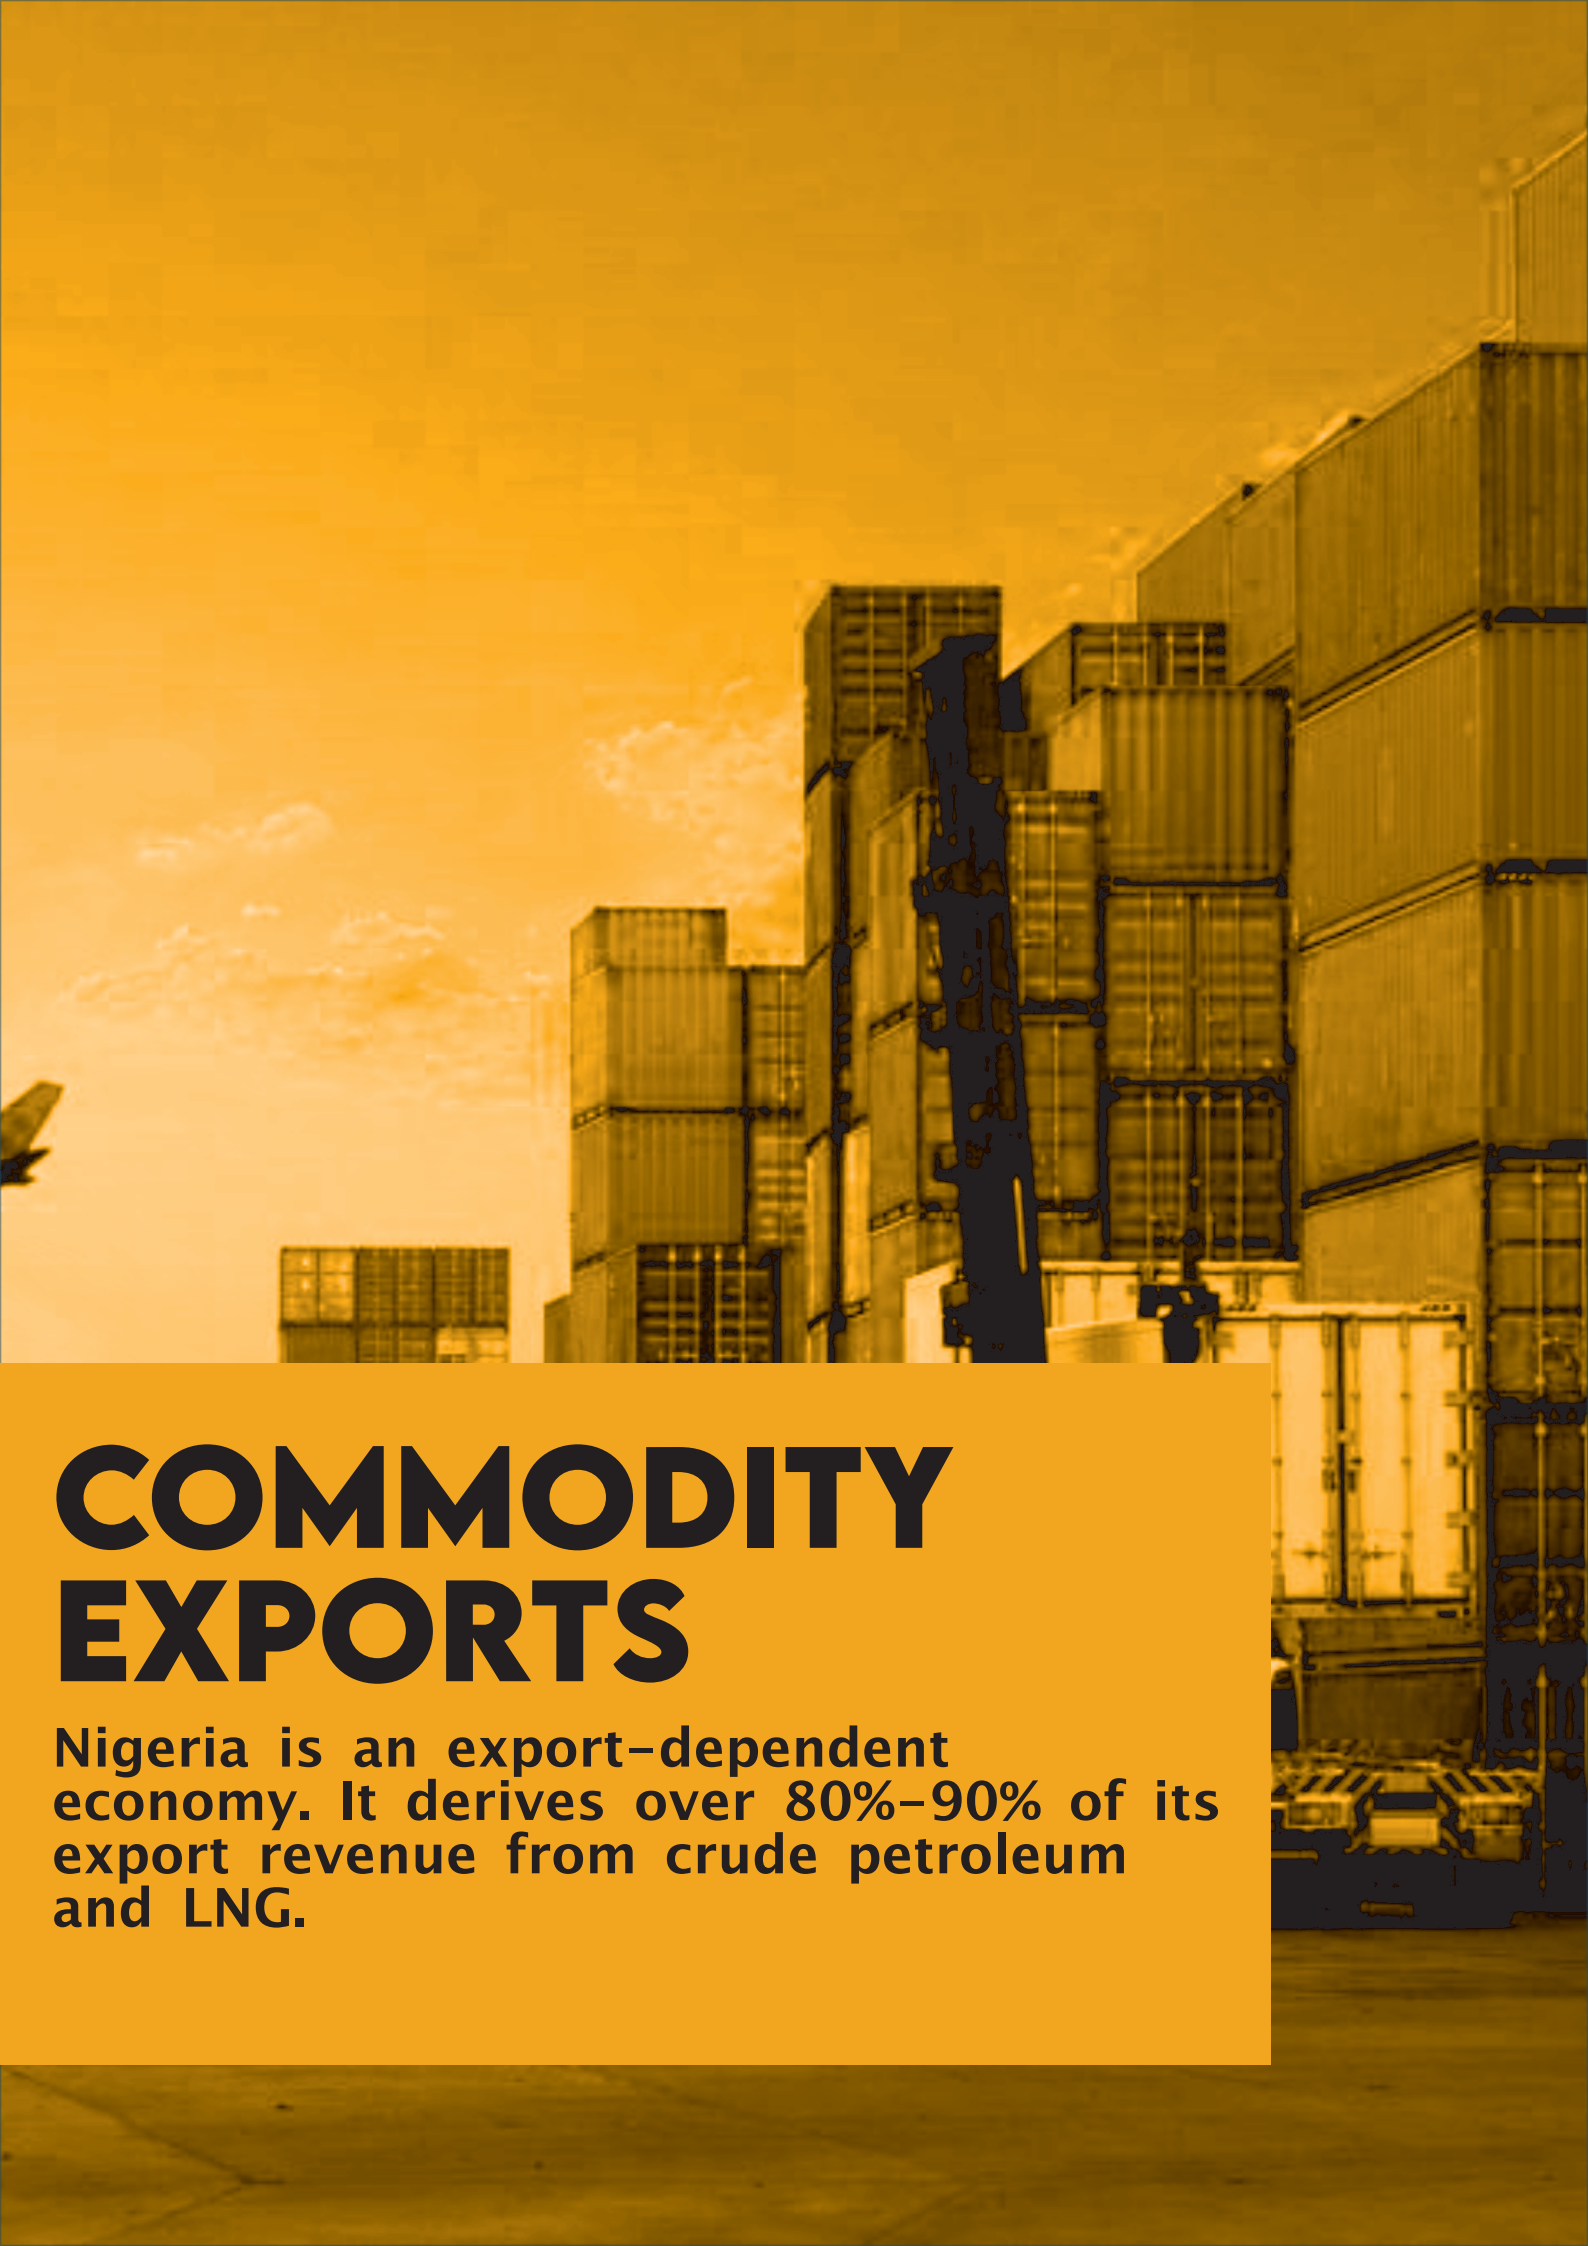 COMMODITY
EXPORTS
Nigeria is an export-dependent
economy. It derives over 80%-90% of its
export revenue from crude petroleum
and LNG.